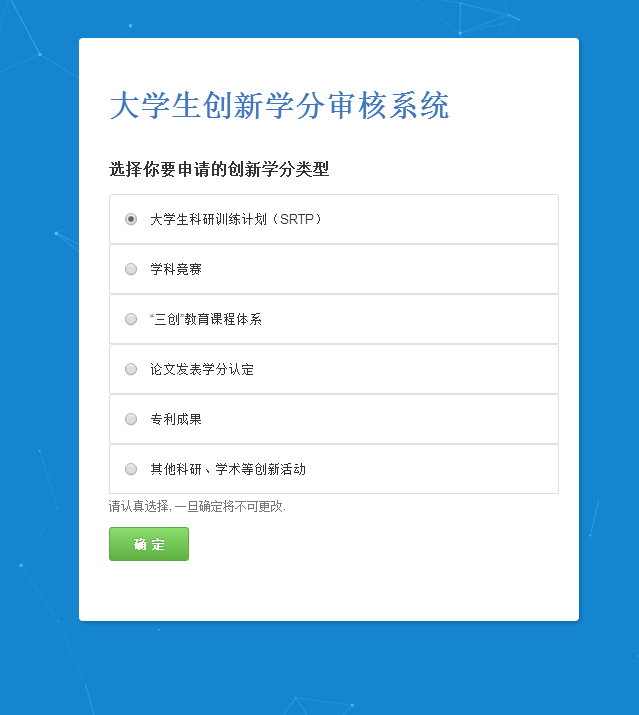 大学生创新学分审核系统
选择你要申请的创新学分类型
大学生科研训练计划（SRTP）
学科竞赛
“三创”教育课程体系
论文发表学分认定
专利成果
其他科研、学术等创新活动
请认真选择, 一旦确定将不可更改.
确 定